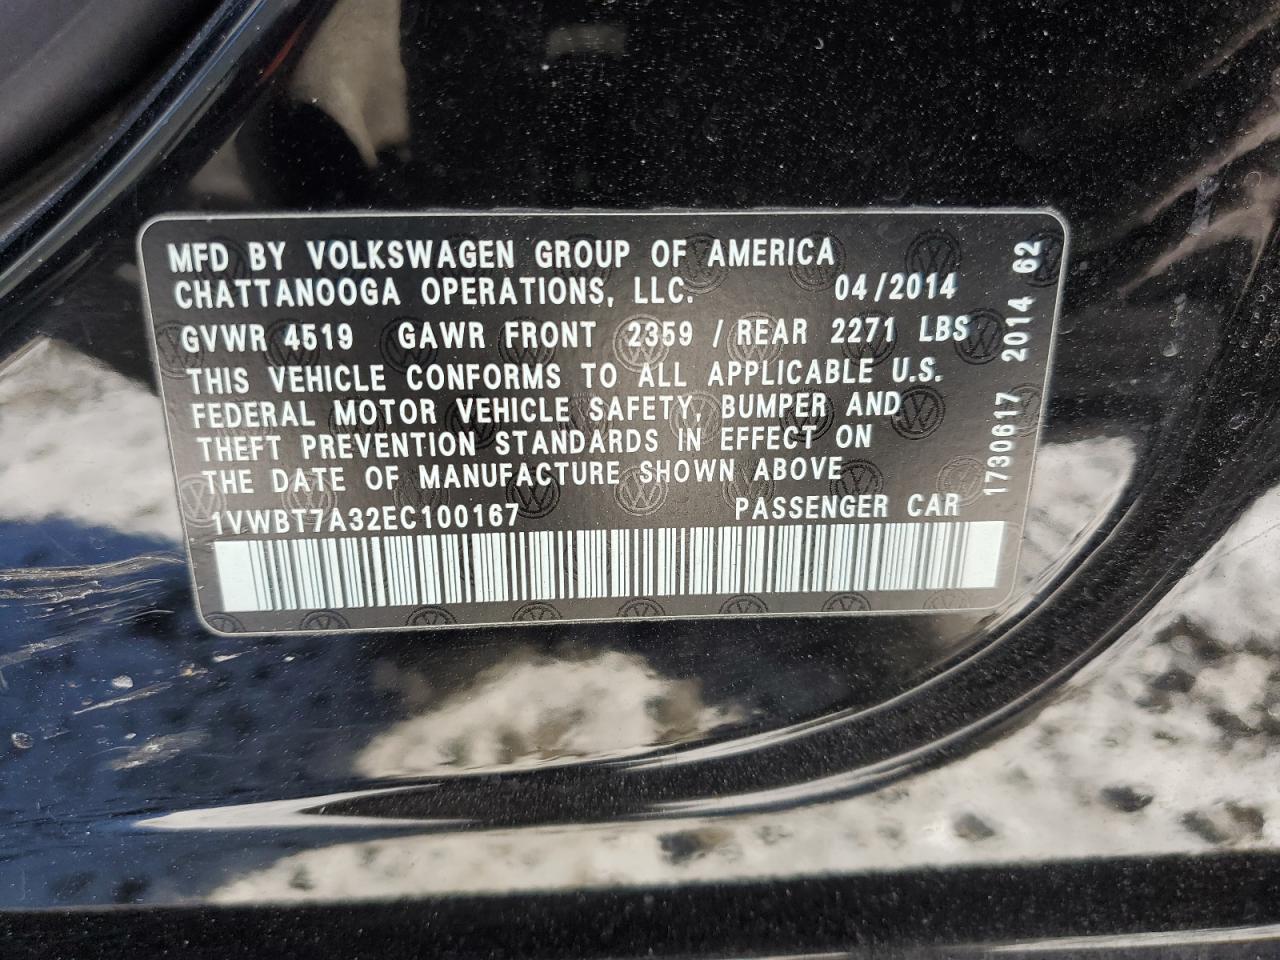 MFD BY VOLKSWAGEN GROUP OF AMERICA
CHATTANOOGA OPERATIONS, LLC. 04/2014
GVWR 4519 GAWR FRONT 2359 / REAR 2271 LBS
THIS VEHICLE CONFORMS TO ALL APPLICABLE U.S.
FEDERAL MOTOR VEHICLE SAFETY, BUMPER AND
THEFT PREVENTION STANDARDS IN EFFECT ON
THE DATE OF MANUFACTURE SHOWN ABOVE
1VWBT7A32EC100167 PASSENGER CAR
1730617 2014 62